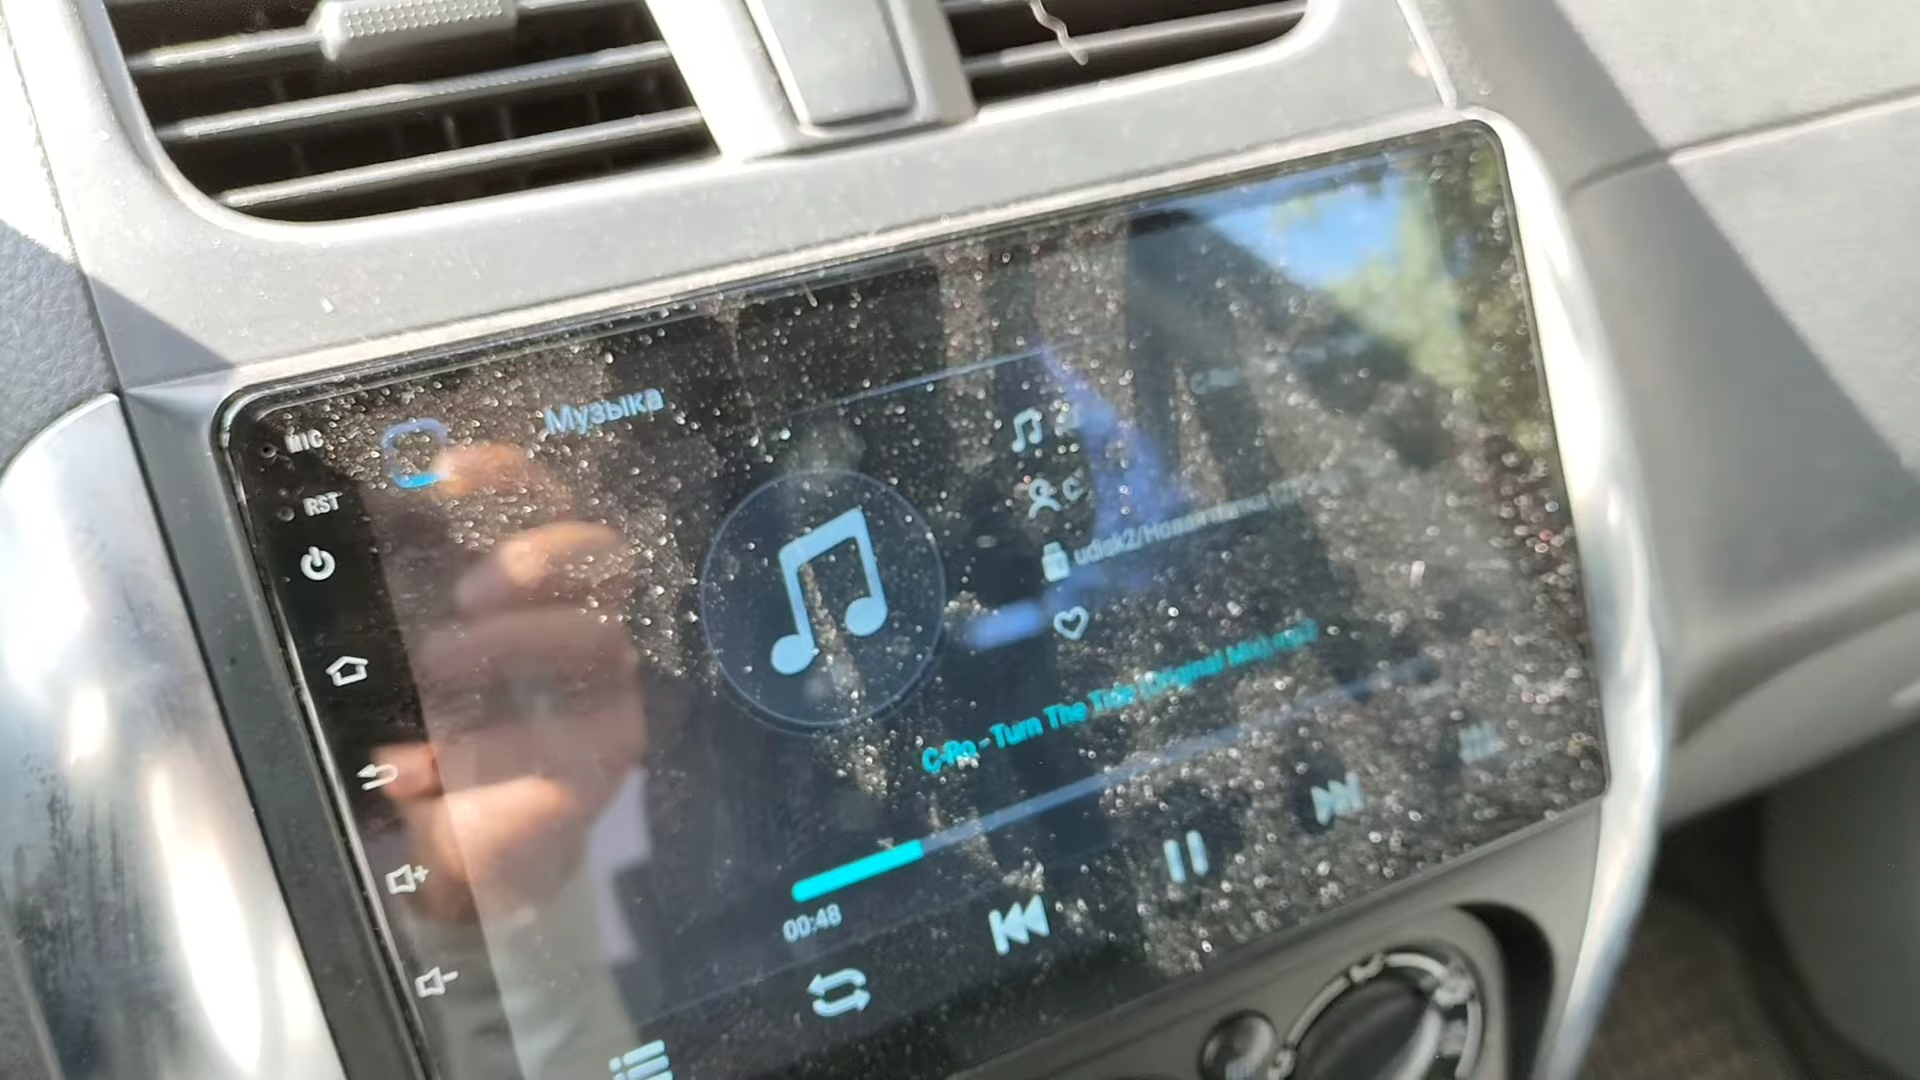 MIC
RST
Музыка
C
udisk2/Новая папка
C-Ro - Turn The Tide (Original Mix).mp3
00:48